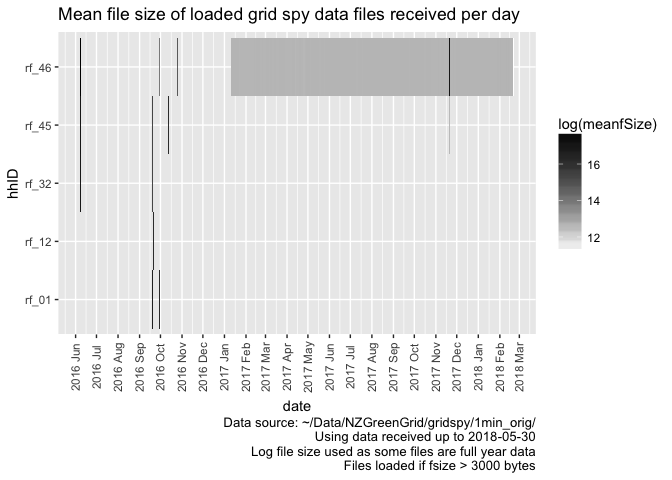 Mean file size of loaded grid spy data files received per day
hhID
rf_46
rf_45
rf_32
rf_12
rf_01
2016 Jun
2016 Jul
2016 Aug
2016 Sep
2016 Oct
2016 Nov
2016 Dec
2017 Jan
2017 Feb
2017 Mar
2017 Apr
2017 May
2017 Jun
2017 Jul
2017 Aug
2017 Sep
2017 Oct
2017 Nov
2017 Dec
2018 Jan
2018 Feb
2018 Mar
date
log(meanfSize)
16
14
12
Data source: ~/Data/NZGreenGrid/gridspy/1min_orig/
Using data received up to 2018-05-30
Log file size used as some files are full year data
Files loaded if fsize > 3000 bytes